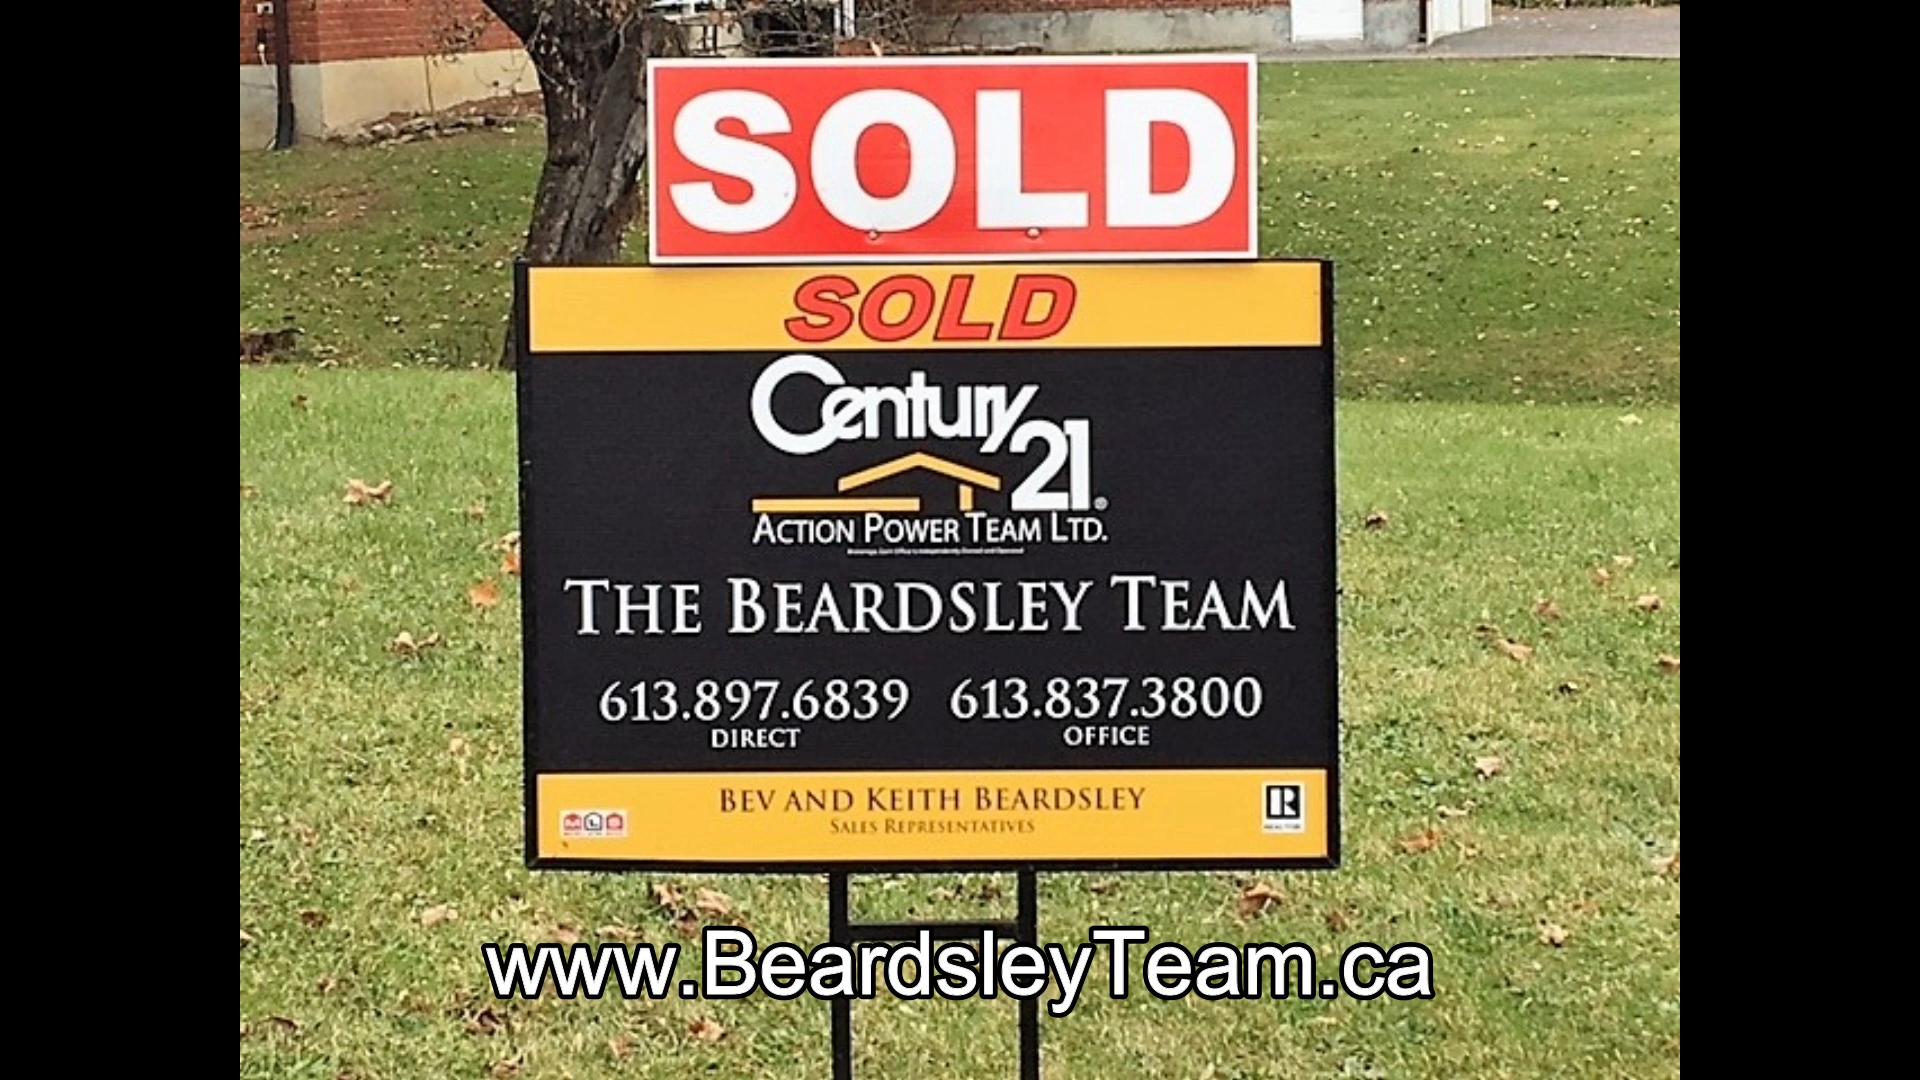 SOLD
SOLD
Century 21®
ACTION POWER TEAM LTD.
THE BEARDSLEY TEAM
613.897.6839 613.837.3800
DIRECT OFFICE
BEV AND KEITH BEARDSLEY
SALES REPRESENTATIVES
R
REALTOR
www.BeardsleyTeam.ca